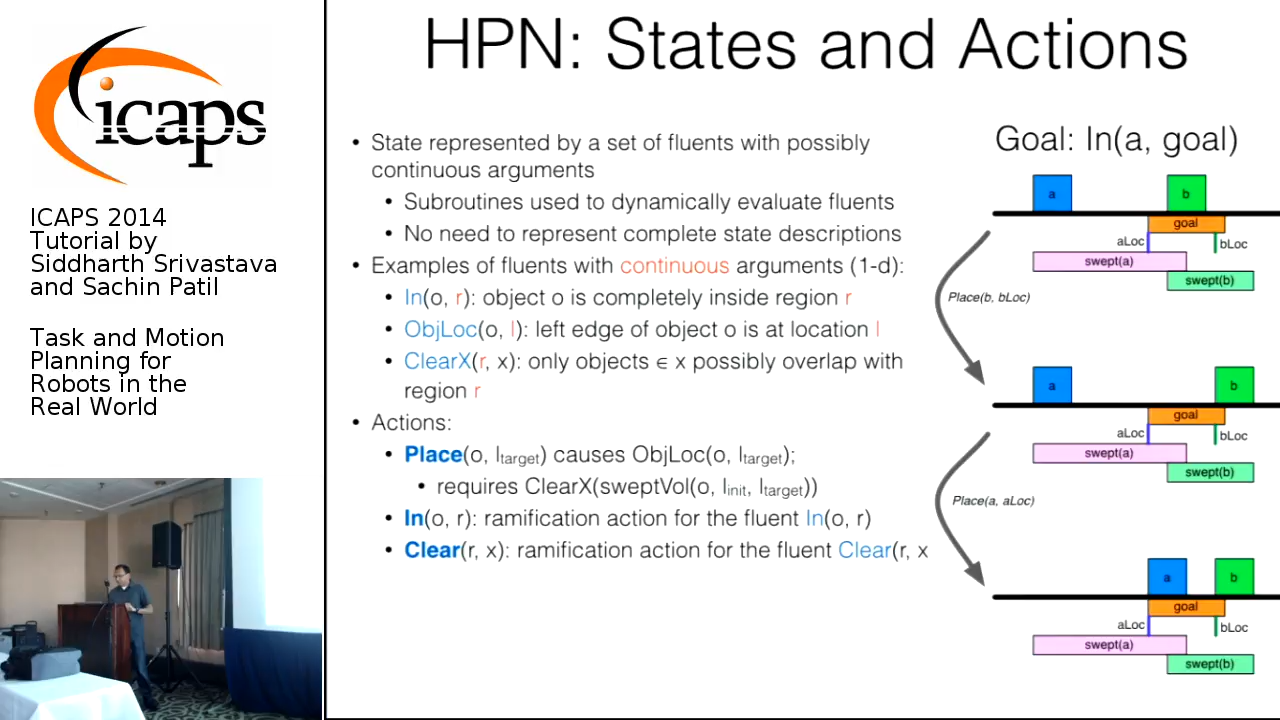 icaps
ICAPS 2014
Tutorial by
Siddharth Srivastava
and Sachin Patil
Task and Motion
Planning for
Robots in the
Real World
HPN: States and Actions
• State represented by a set of fluents with possibly
continuous arguments
• Subroutines used to dynamically evaluate fluents
• No need to represent complete state descriptions
• Examples of fluents with continuous arguments (1-d):
• In(o, r): object o is completely inside region r
• ObjLoc(o, l): left edge of object o is at location l
• ClearX(r, x): only objects ∈ x possibly overlap with
region r
• Actions:
• Place(o, ltarget) causes ObjLoc(o, ltarget);
• requires ClearX(sweptVol(o, linit, ltarget))
• In(o, r): ramification action for the fluent In(o, r)
• Clear(r, x): ramification action for the fluent Clear(r, x
Goal: In(a, goal)
a b
goal
aLoc bLoc
swept(a)
swept(b)
Place(b, bLoc)
a b
goal
aLoc bLoc
swept(a)
swept(b)
Place(a, aLoc)
a b
goal
aLoc bLoc
swept(a)
swept(b)